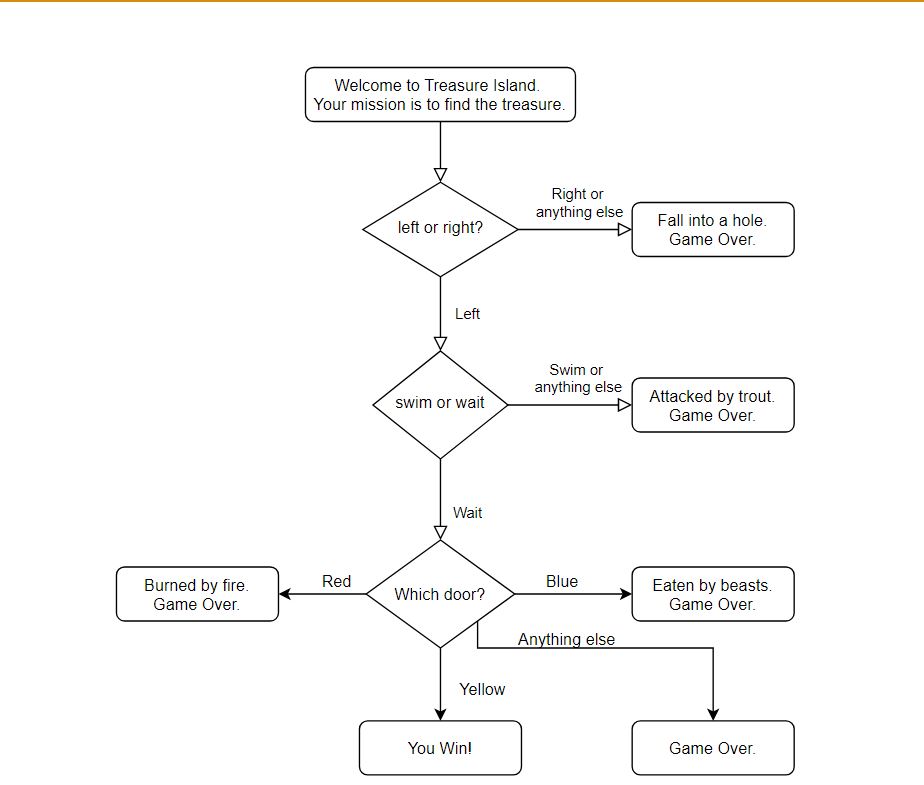 Welcome to Treasure Island.
Your mission is to find the treasure.
Right or
anything else
left or right?
Fall into a hole.
Game Over.
Left
Swim or
anything else
swim or wait
Attacked by trout.
Game Over.
Wait
Burned by fire.
Game Over.
Red
Which door?
Blue
Eaten by beasts.
Game Over.
Anything else
Yellow
You Win!
Game Over.